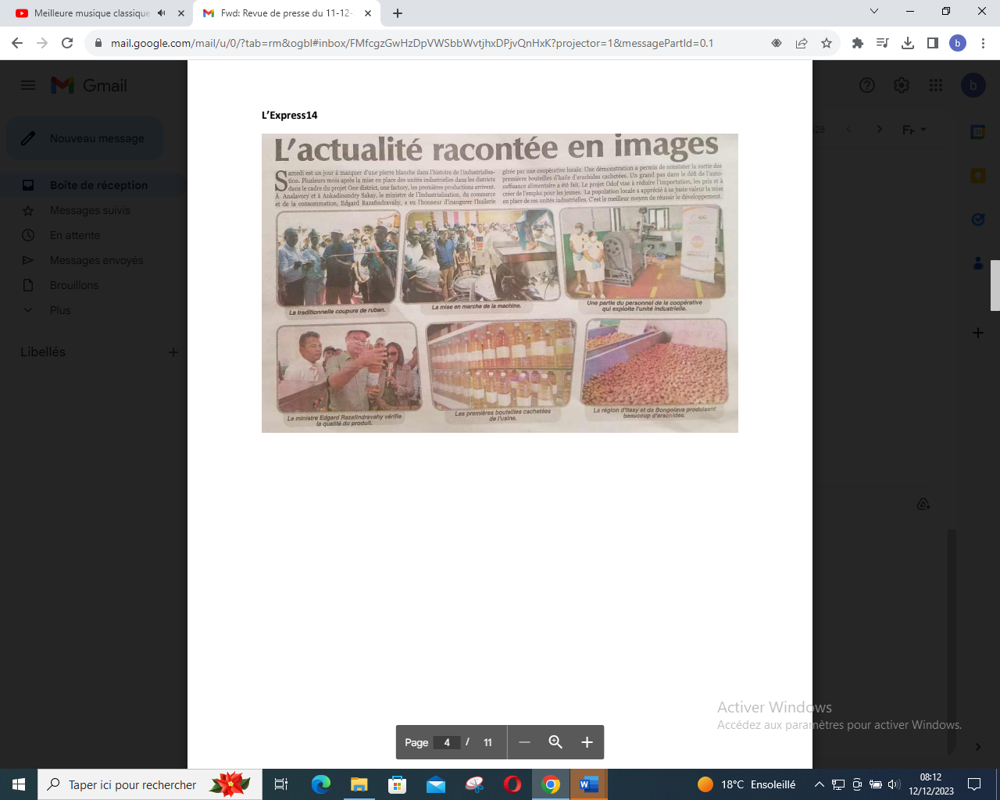 Meilleure musique classique
Fwd: Revue de presse du 11-12-
mail.google.com/mail/u/0/?tab=rm&ogbl#inbox/FMfcgzGwHzDpVWSbbWvtjhxDPjvQnHxK?projector=1&messagePartId=0.1
b
Gmail
b
Nouveau message
Boîte de réception
Messages suivis
En attente
Messages envoyés
Brouillons
Plus
Libellés
Fr
L'Express14
L'actualité racontée en images
Samedi est un jour à marquer d'une pierre blanche dans l'histoire de l'industrialisa-
tion. Plusieurs mois après la mise en place des unités industrielles dans les districts
dans le cadre du projet One district, one factory, les premières productions arrivent.
À Analavory et à Ankadinondry Sakay, le ministre de l'Industrialisation, du commerce
et de la consommation, Edgard Razafindravahy, a eu l'honneur d'inaugurer l'huilerie
gérée par une coopérative locale. Une démonstration a permis de constater la sortie des
premières bouteilles d'huile d'arachides cachetées. Un grand pas dans le défi de l'auto-
suffisance alimentaire a été fait. Le projet Odof vise à réduire l'importation, les prix et à
créer de l'emploi pour les jeunes. La population locale a apprécié à sa juste valeur la mise
en place de ces unités industrielles. C'est le meilleur moyen de réussir le développement.
La traditionnelle coupure de ruban.
La mise en marche de la machine.
Une partie du personnel de la coopérative
qui exploite l'unité industrielle.
Le ministre Edgard Razafindravahy vérifie
la qualité du produit.
Les premières bouteilles cachetées
de l'usine.
La région d'Itasy et de Bongolava produisent
beaucoup d'arachides.
Page 4 / 11
Activer Windows
Accédez aux paramètres pour activer Windows.
Taper ici pour rechercher
18°C Ensoleillé
08:12
12/12/2023